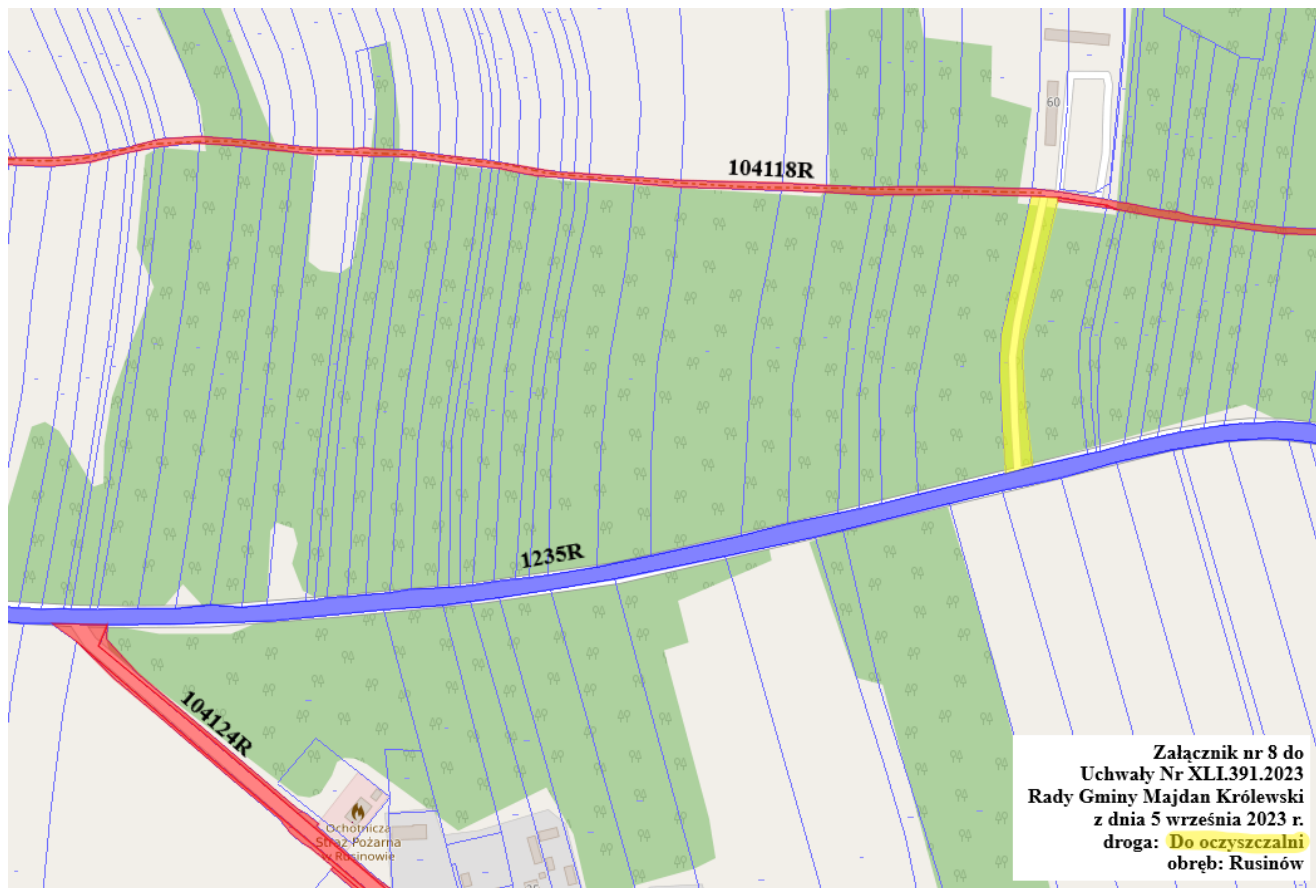 60
104118R
1235R
104124R
Ochotnicza
Straż Pożarna
w Rusinowie
Załącznik nr 8 do
Uchwały Nr XLI.391.2023
Rady Gminy Majdan Królewski
z dnia 5 września 2023 r.
droga: Do oczyszczalni
obręb: Rusinów